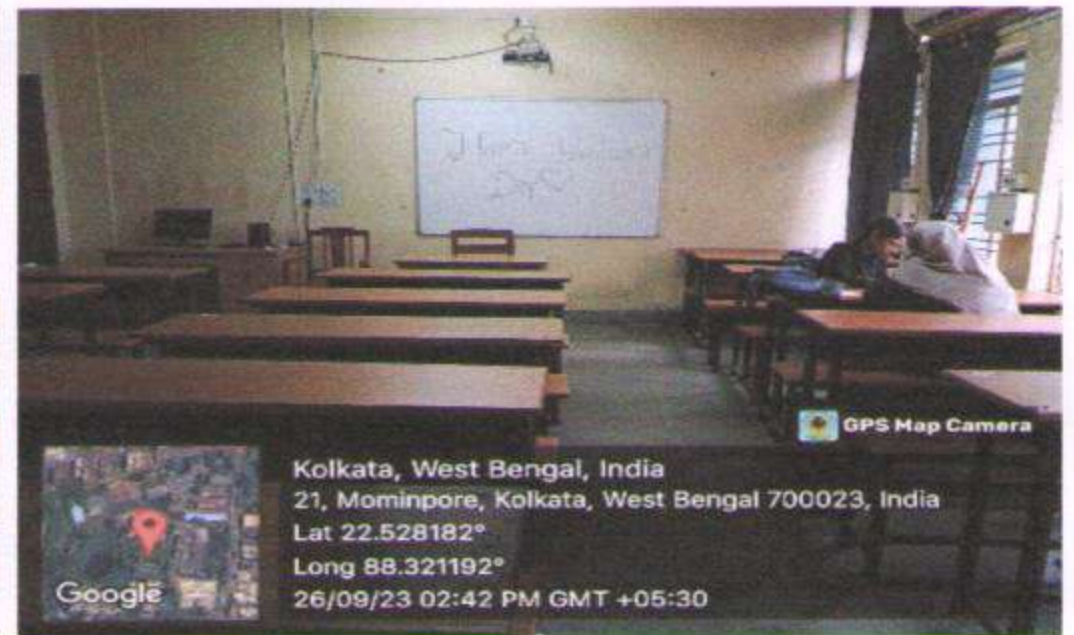 GPS Map Camera
Kolkata, West Bengal, India
21, Mominpore, Kolkata, West Bengal 700023, India
Lat 22.528182°
Long 88.321192°
26/09/23 02:42 PM GMT +05:30
Google